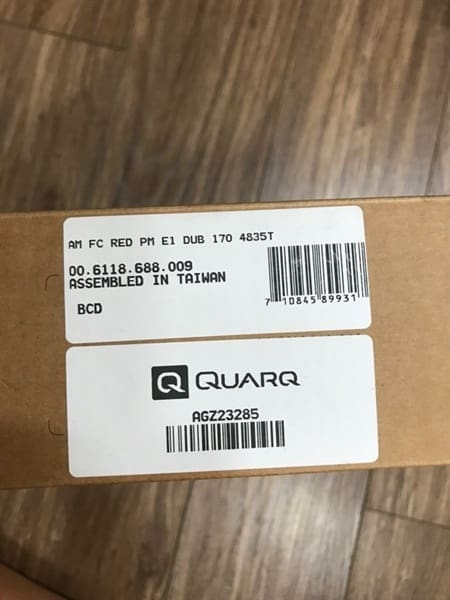 AM FC RED PM E1 DUB 170 4835T
00.6118.688.009
ASSEMBLED IN TAIWAN
BCD
7 10845 89931
Q QUARQ
AGZ23285